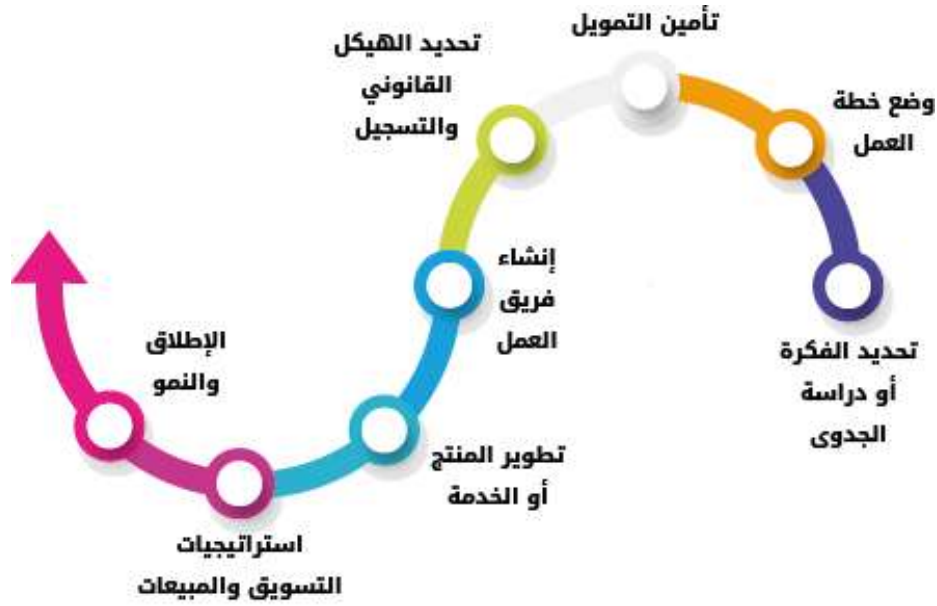 تحديد الفكرة
أو دراسة
الجدوى
وضع خطة
العمل
تأمين التمويل
تحديد الهيكل
القانوني
والتسجيل
إنشاء
فريق
العمل
تطوير المنتج
أو الخدمة
استراتيجيات
التسويق والمبيعات
الإطلاق
والنمو